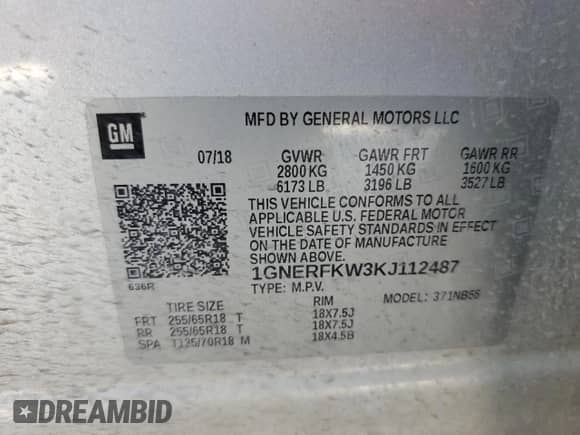 GM
MFD BY GENERAL MOTORS LLC
07/18 GVWR GAWR FRT GAWR RR
2800 KG 1450 KG 1600 KG
6173 LB 3196 LB 3527 LB
THIS VEHICLE CONFORMS TO ALL
APPLICABLE U.S. FEDERAL MOTOR
VEHICLE SAFETY STANDARDS IN EFFECT
ON THE DATE OF MANUFACTURE
SHOWN ABOVE.
1GNERFKW3KJ112487
636R
TYPE: M.P.V. MODEL: 371NB56
TIRE SIZE RIM
FRT 255/65R18 T 18X7.5J
RR 255/65R18 T 18X7.5J
SPA T135/70R18 M 18X4.5B
DREAMBID